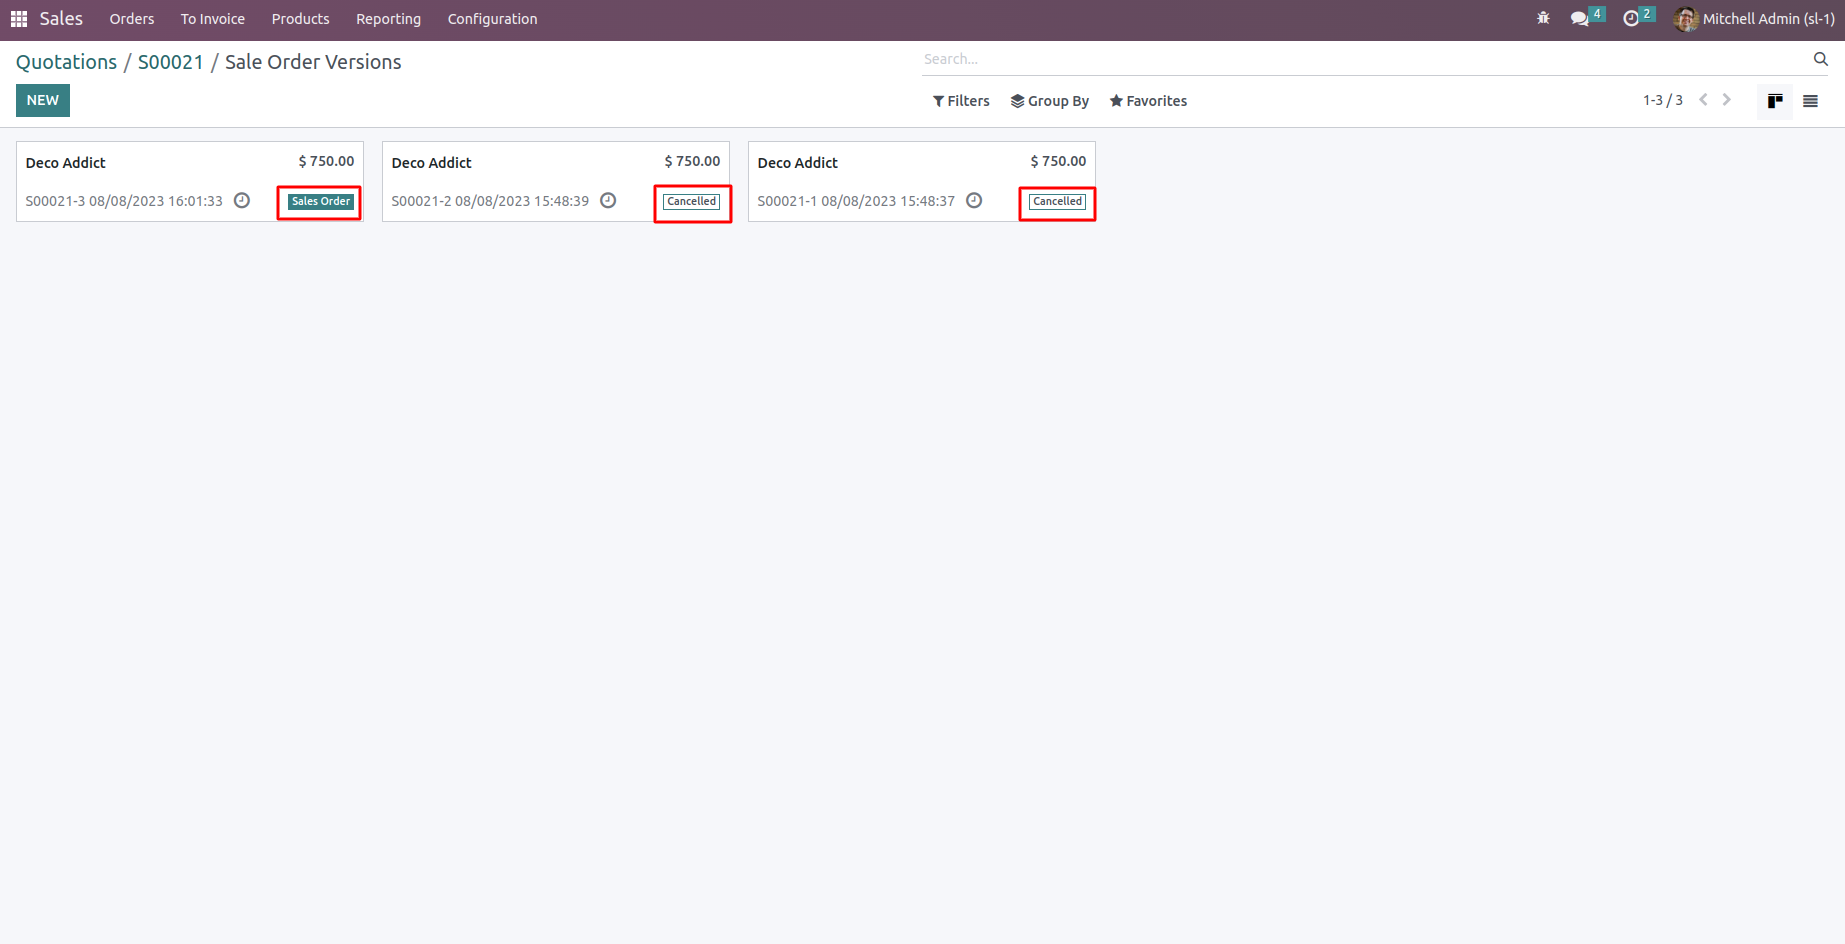 Sales Orders To Invoice Products Reporting Configuration 4 2 Mitchell Admin (sl-1)
Quotations / S00021 / Sale Order Versions Search...
NEW Filters Group By Favorites 1-3 / 3
Deco Addict $ 750.00
S00021-3 08/08/2023 16:01:33 Sales Order
Deco Addict $ 750.00
S00021-2 08/08/2023 15:48:39 Cancelled
Deco Addict $ 750.00
S00021-1 08/08/2023 15:48:37 Cancelled